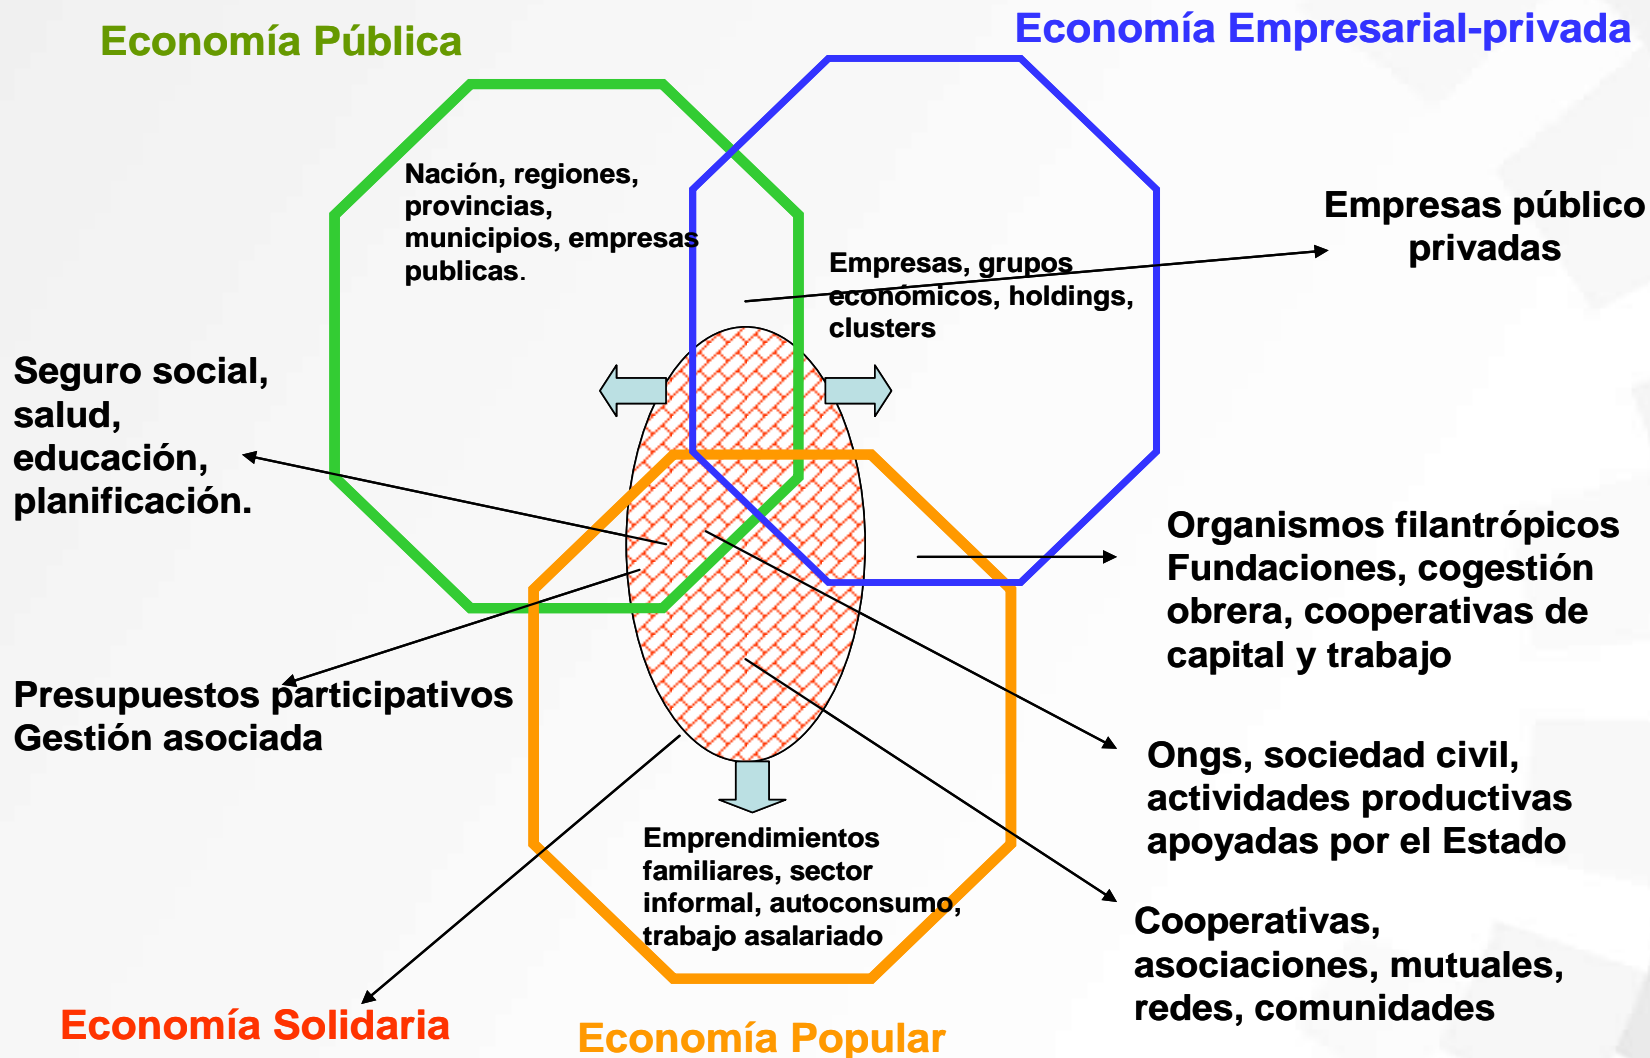 Economía Pública
Economía Empresarial-privada
Nación, regiones,
provincias,
municipios, empresas
publicas.
Empresas, grupos
económicos, holdings,
clusters
Empresas público
privadas
Seguro social,
salud,
educación,
planificación.
Organismos filantrópicos
Fundaciones, cogestión
obrera, cooperativas de
capital y trabajo
Presupuestos participativos
Gestión asociada
Ongs, sociedad civil,
actividades productivas
apoyadas por el Estado
Emprendimientos
familiares, sector
informal, autoconsumo,
trabajo asalariado
Cooperativas,
asociaciones, mutuales,
redes, comunidades
Economía Solidaria
Economía Popular